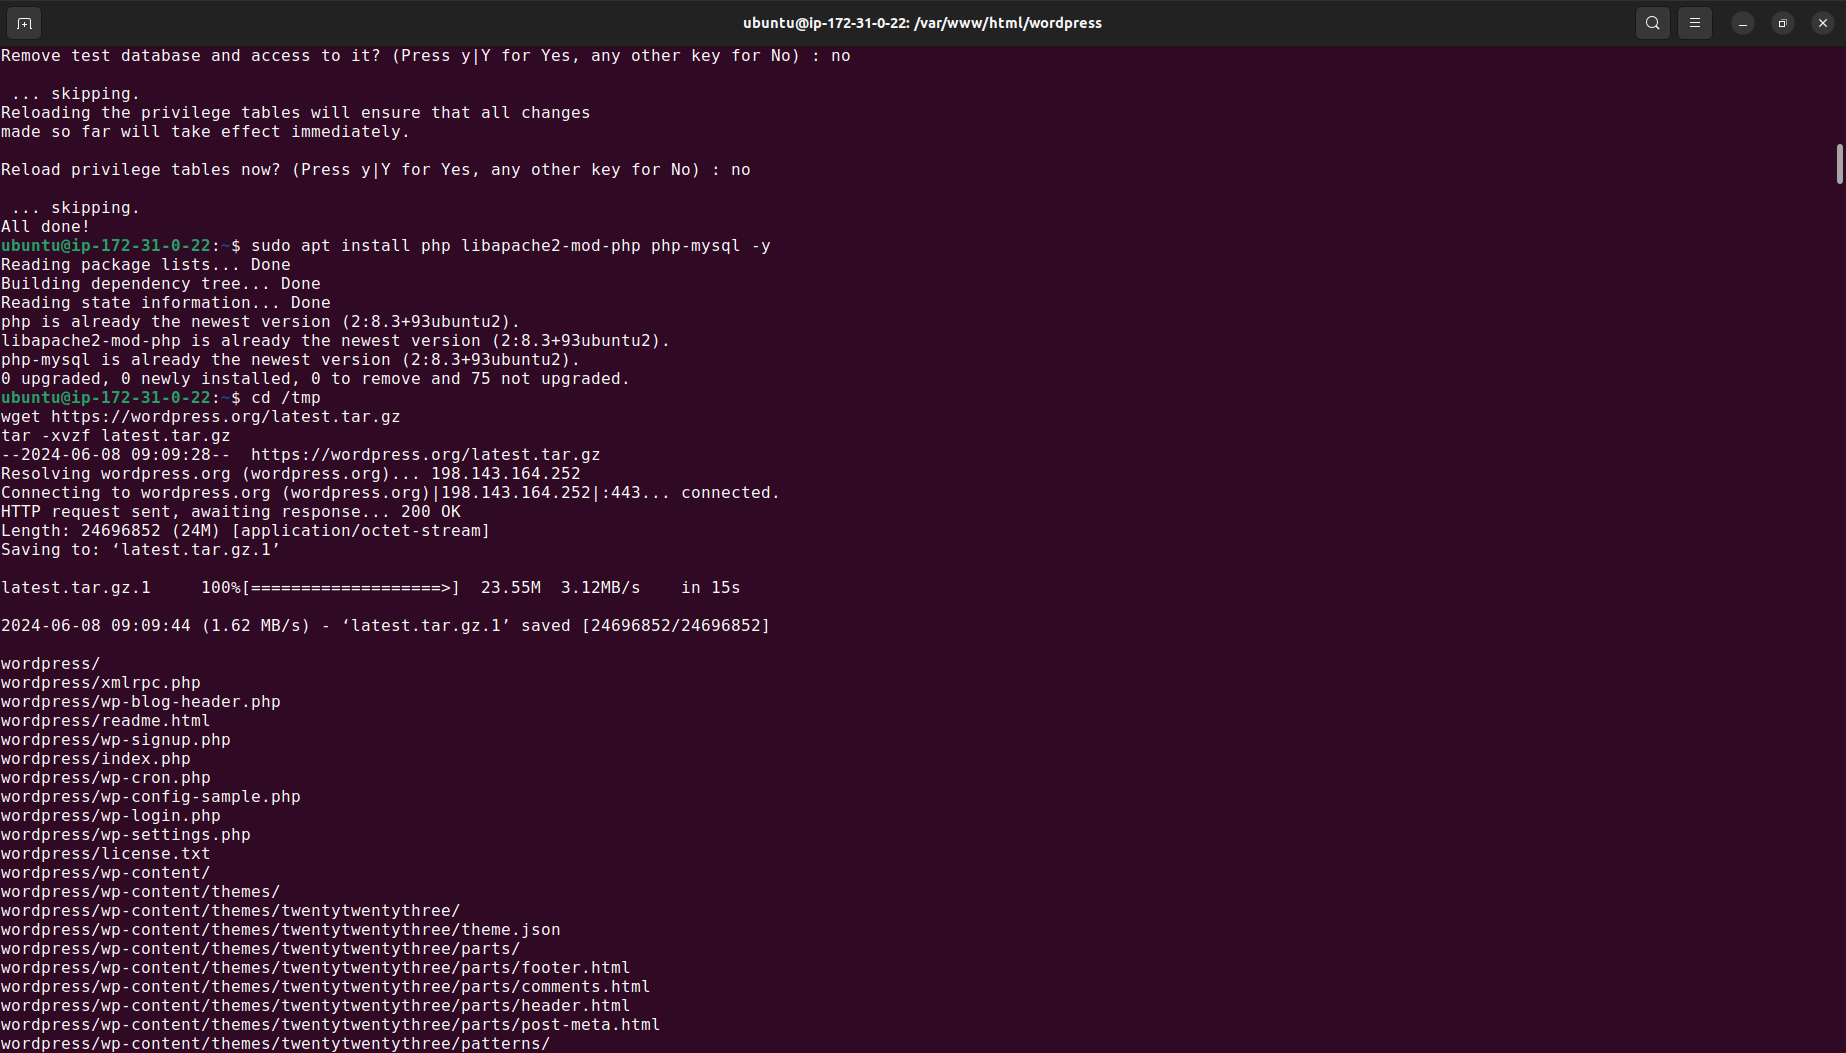 ubuntu@ip-172-31-0-22: /var/www/html/wordpress
Remove test database and access to it? (Press y|Y for Yes, any other key for No) : no
... skipping.
Reloading the privilege tables will ensure that all changes
made so far will take effect immediately.
Reload privilege tables now? (Press y|Y for Yes, any other key for No) : no
... skipping.
All done!
ubuntu@ip-172-31-0-22:~$ sudo apt install php libapache2-mod-php php-mysql -y
Reading package lists... Done
Building dependency tree... Done
Reading state information... Done
php is already the newest version (2:8.3+93ubuntu2).
libapache2-mod-php is already the newest version (2:8.3+93ubuntu2).
php-mysql is already the newest version (2:8.3+93ubuntu2).
0 upgraded, 0 newly installed, 0 to remove and 75 not upgraded.
ubuntu@ip-172-31-0-22:~$ cd /tmp
wget https://wordpress.org/latest.tar.gz
tar -xvzf latest.tar.gz
--2024-06-08 09:09:28--  https://wordpress.org/latest.tar.gz
Resolving wordpress.org (wordpress.org)... 198.143.164.252
Connecting to wordpress.org (wordpress.org)|198.143.164.252|:443... connected.
HTTP request sent, awaiting response... 200 OK
Length: 24696852 (24M) [application/octet-stream]
Saving to: ‘latest.tar.gz.1’
latest.tar.gz.1     100%[===================>]  23.55M  3.12MB/s    in 15s
2024-06-08 09:09:44 (1.62 MB/s) - ‘latest.tar.gz.1’ saved [24696852/24696852]
wordpress/
wordpress/xmlrpc.php
wordpress/wp-blog-header.php
wordpress/readme.html
wordpress/wp-signup.php
wordpress/index.php
wordpress/wp-cron.php
wordpress/wp-config-sample.php
wordpress/wp-login.php
wordpress/wp-settings.php
wordpress/license.txt
wordpress/wp-content/
wordpress/wp-content/themes/
wordpress/wp-content/themes/twentytwentythree/
wordpress/wp-content/themes/twentytwentythree/theme.json
wordpress/wp-content/themes/twentytwentythree/parts/
wordpress/wp-content/themes/twentytwentythree/parts/footer.html
wordpress/wp-content/themes/twentytwentythree/parts/comments.html
wordpress/wp-content/themes/twentytwentythree/parts/header.html
wordpress/wp-content/themes/twentytwentythree/parts/post-meta.html
wordpress/wp-content/themes/twentytwentythree/patterns/